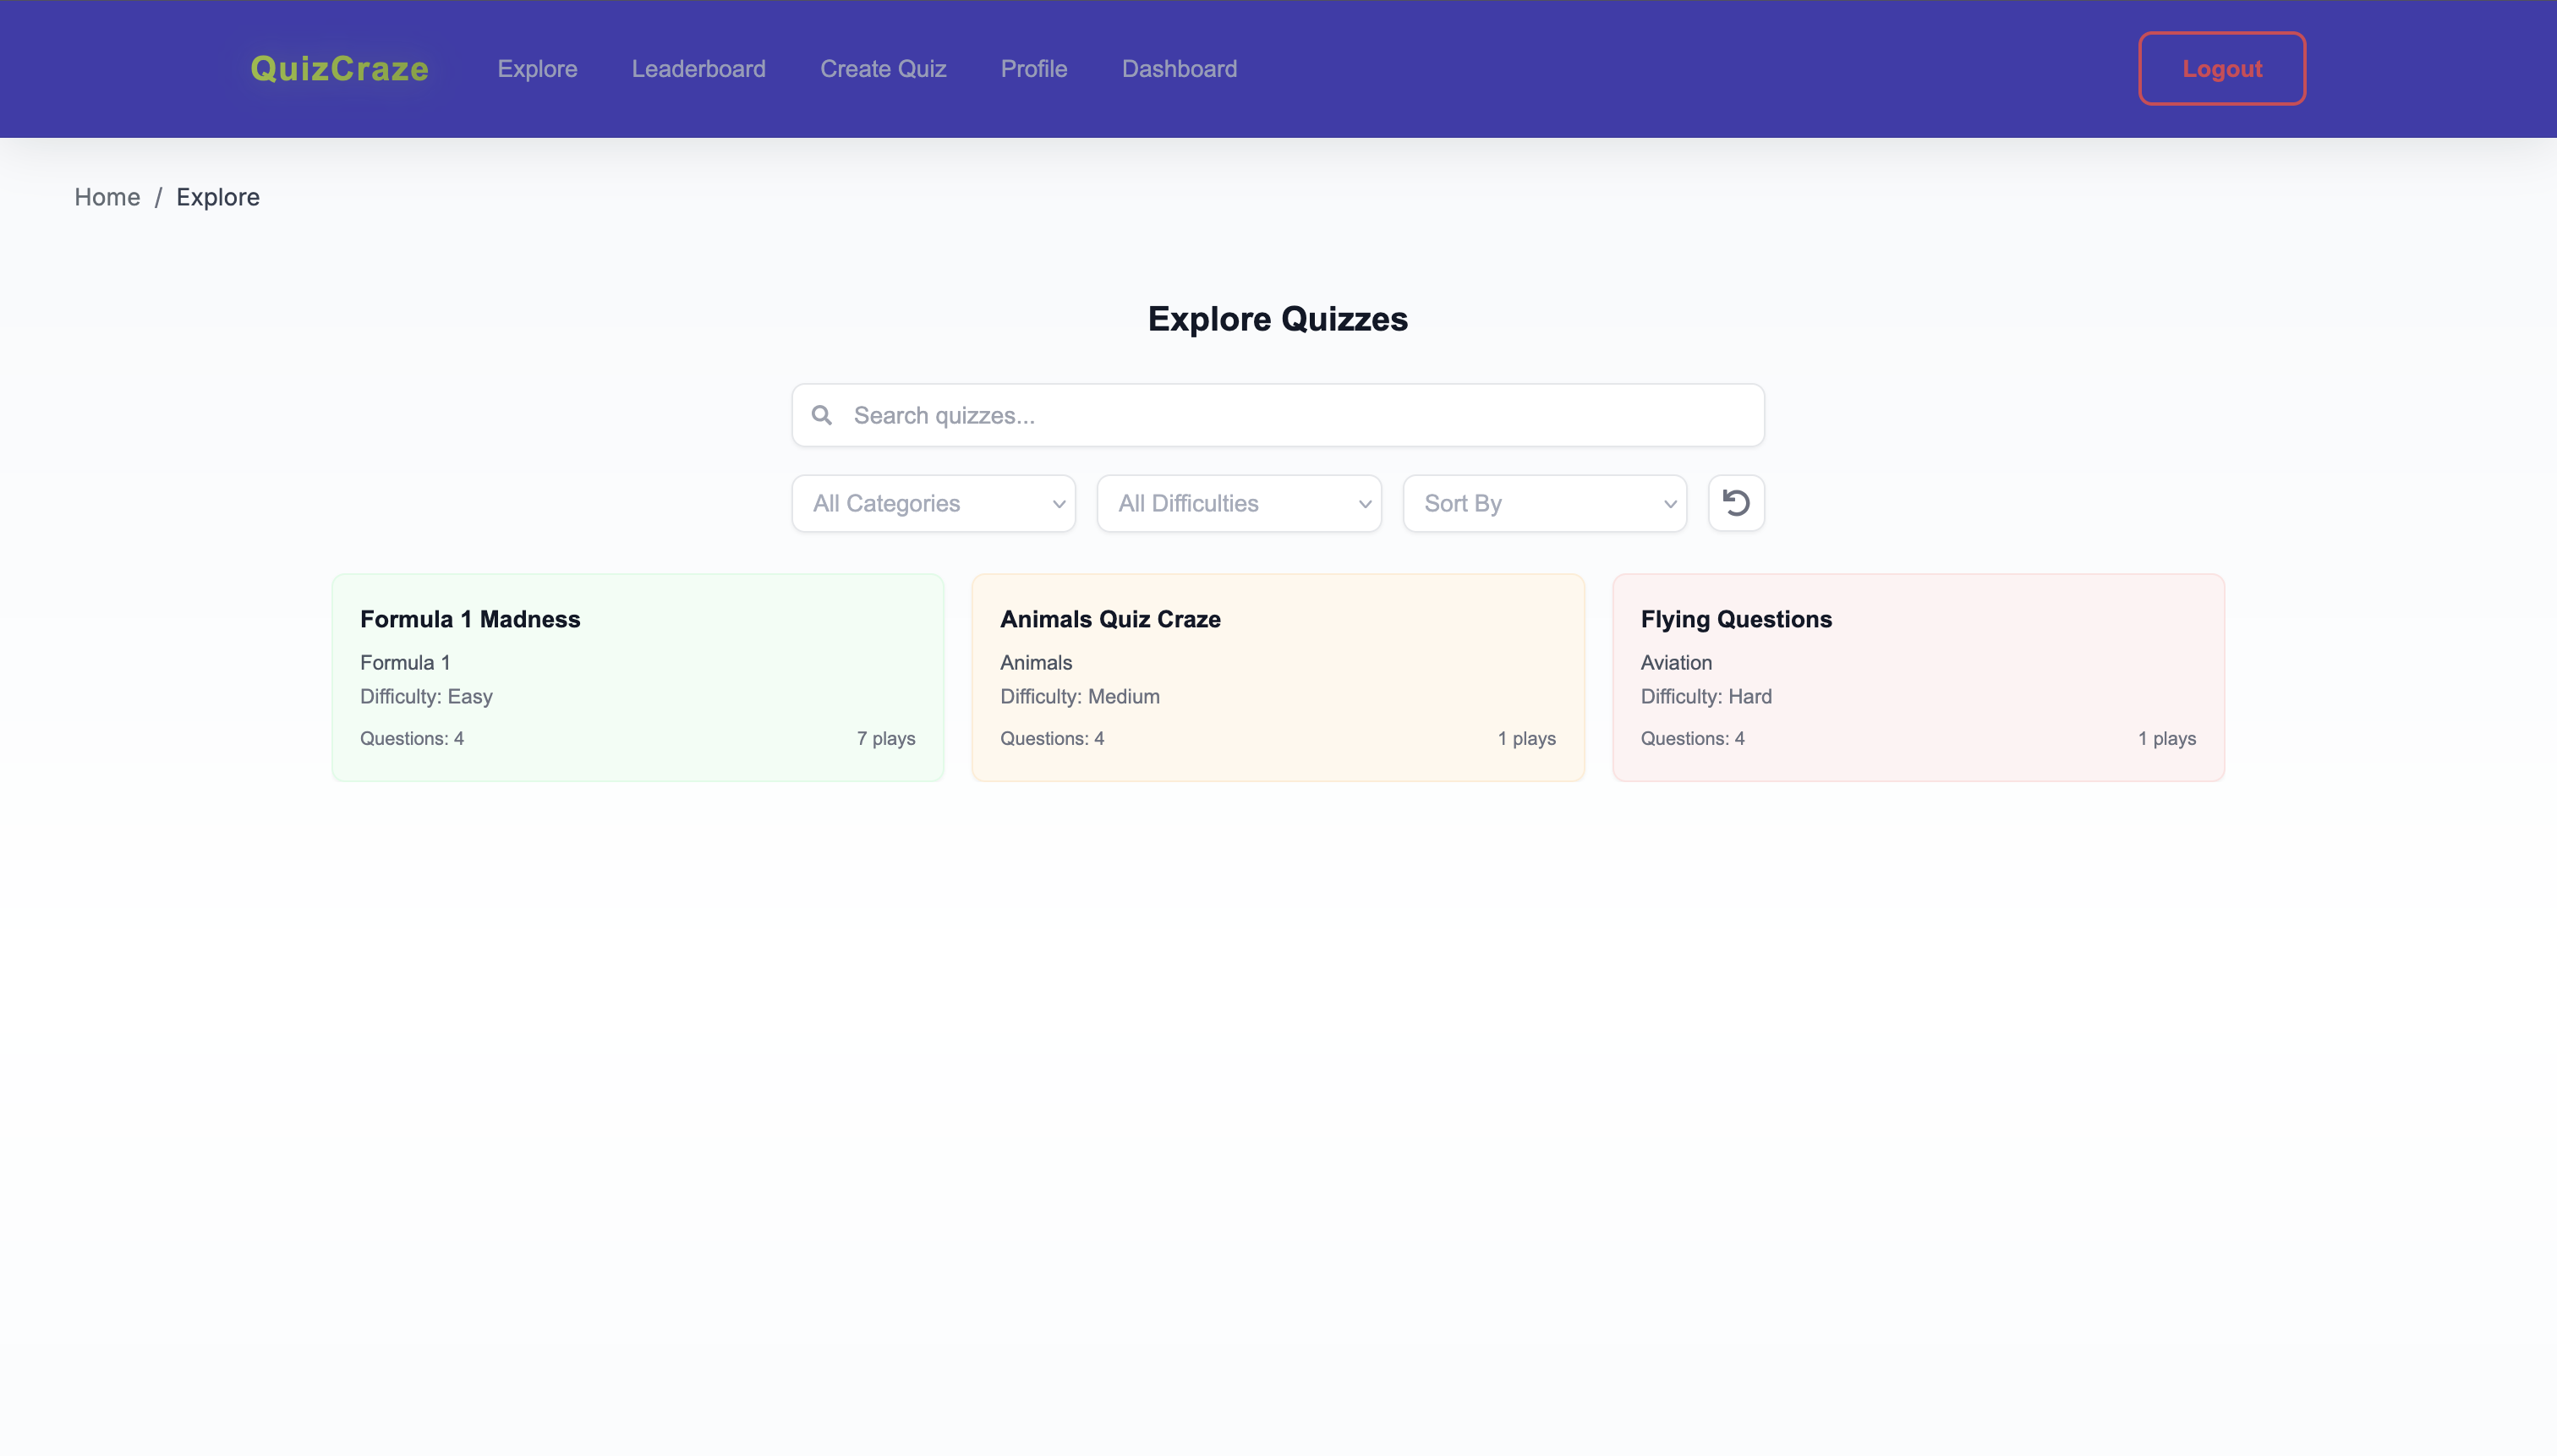 QuizCraze Explore Leaderboard Create Quiz Profile Dashboard Logout
Home / Explore
Explore Quizzes
Search quizzes...
All Categories All Difficulties Sort By
Formula 1 Madness
Formula 1
Difficulty: Easy
Questions: 4 7 plays
Animals Quiz Craze
Animals
Difficulty: Medium
Questions: 4 1 plays
Flying Questions
Aviation
Difficulty: Hard
Questions: 4 1 plays